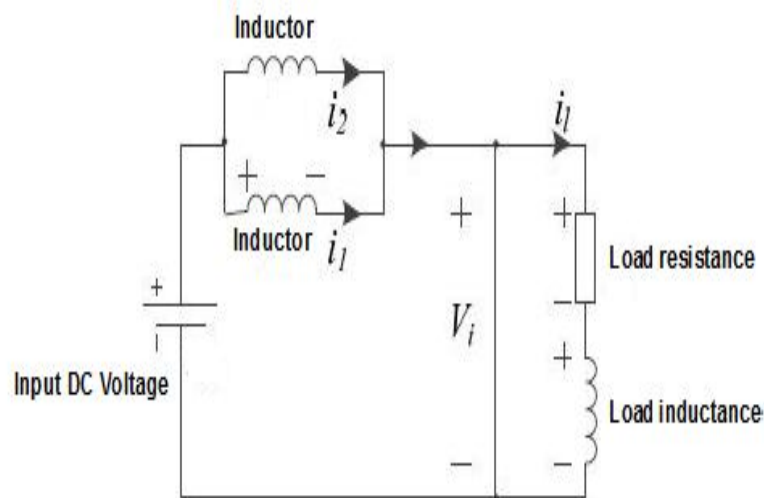 Inductor
i2
+ −
Inductor
i1
il
+
−
Input DC Voltage
+
Vi
−
+
−
Load resistance
+
−
Load inductance